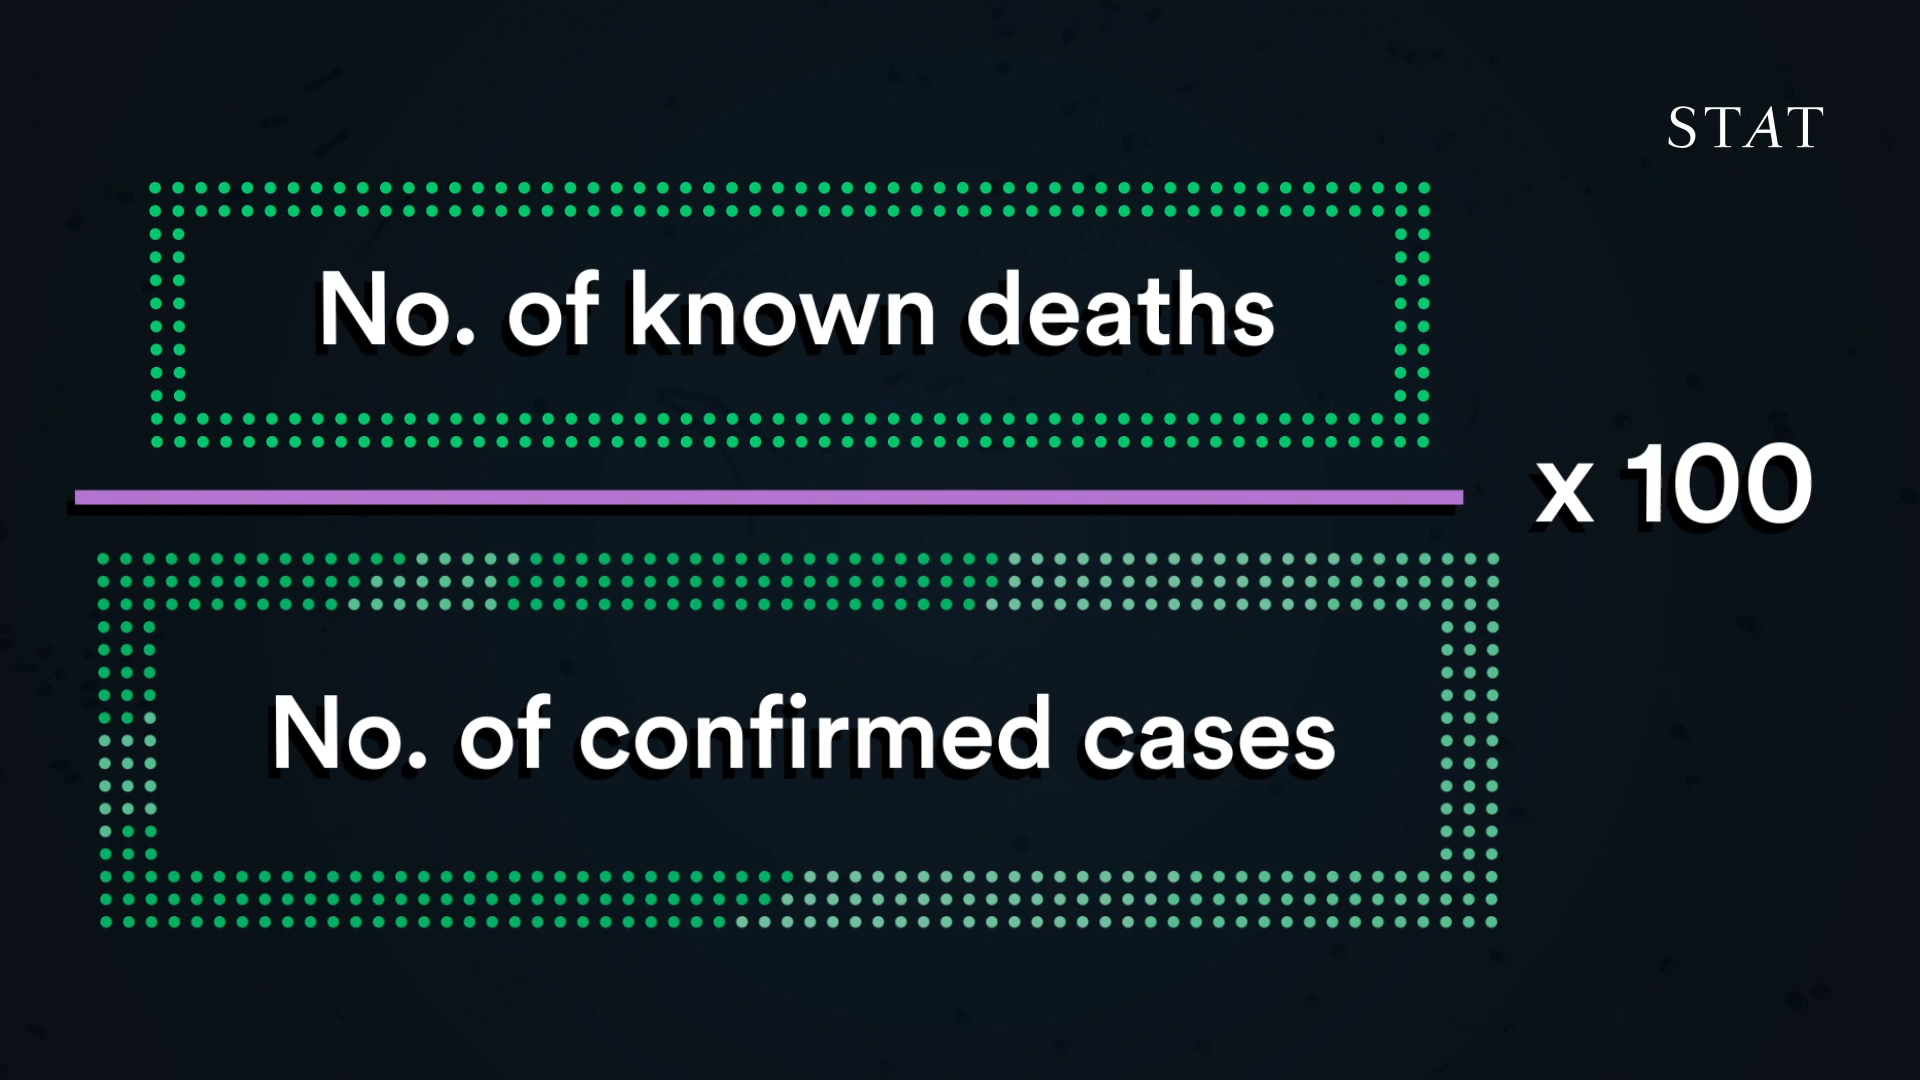 STAT
No. of known deaths
x 100
No. of confirmed cases